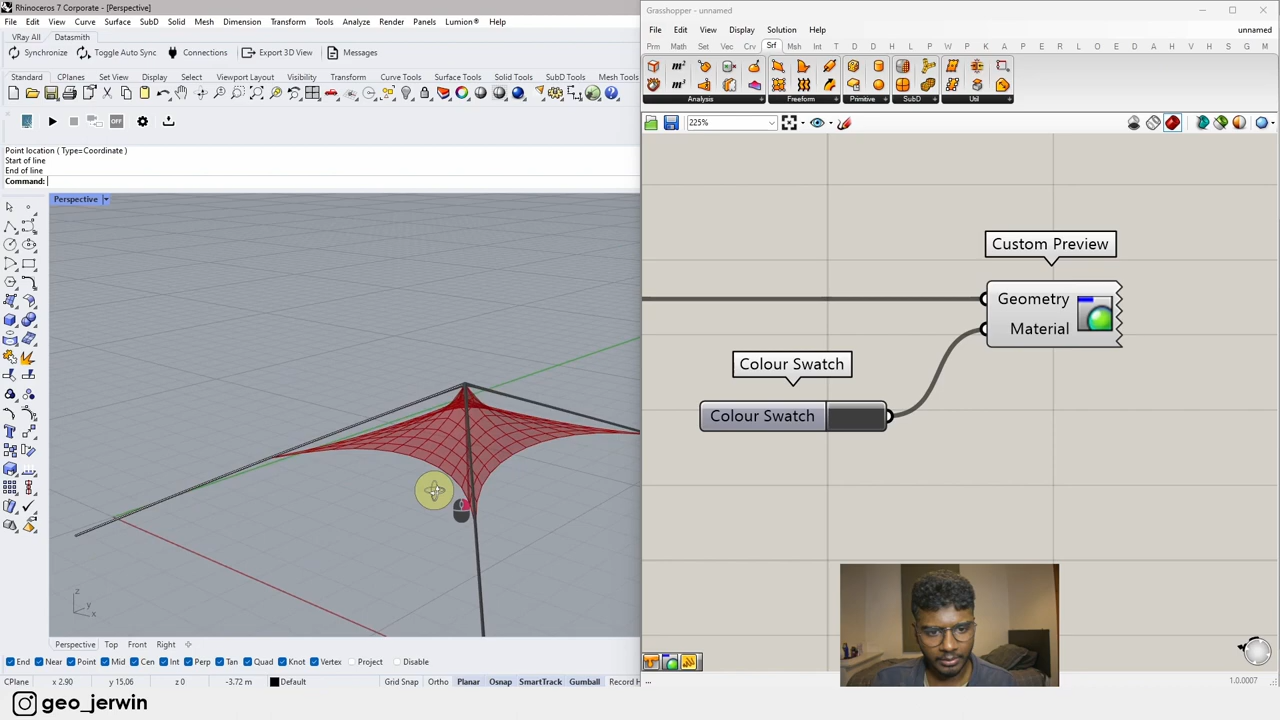 Rhinoceros 7 Corporate - [Perspective]
File Edit View Curve Surface SubD Solid Mesh Dimension Transform Tools Analyze Render Panels Lumion® Help
VRay All Datasmith
Synchronize Toggle Auto Sync Connections Export 3D View Messages
Standard CPlanes Set View Display Select Viewport Layout Visibility Transform Curve Tools Surface Tools Solid Tools SubD Tools Mesh Tools
Point location ( Type=Coordinate )
Start of line
End of line
Command:
Perspective
z
y
x
Perspective Top Front Right
End Near Point Mid Cen Int Perp Tan Quad Knot Vertex Project Disable
CPlane x 2.90 y 15.06 z 0 -3.72 m Default Grid Snap Ortho Planar Osnap SmartTrack Gumball Record H
geo_jerwin
Grasshopper - unnamed
File Edit View Display Solution Help unnamed
Prm Math Set Vec Crv Srf Msh Int T D D H L P W P L K A E M C P V H S
Analysis Freeform Primitive SubD Util
225%
Custom Preview
Geometry
Material
Colour Swatch
Colour Swatch
...
1.0.0007